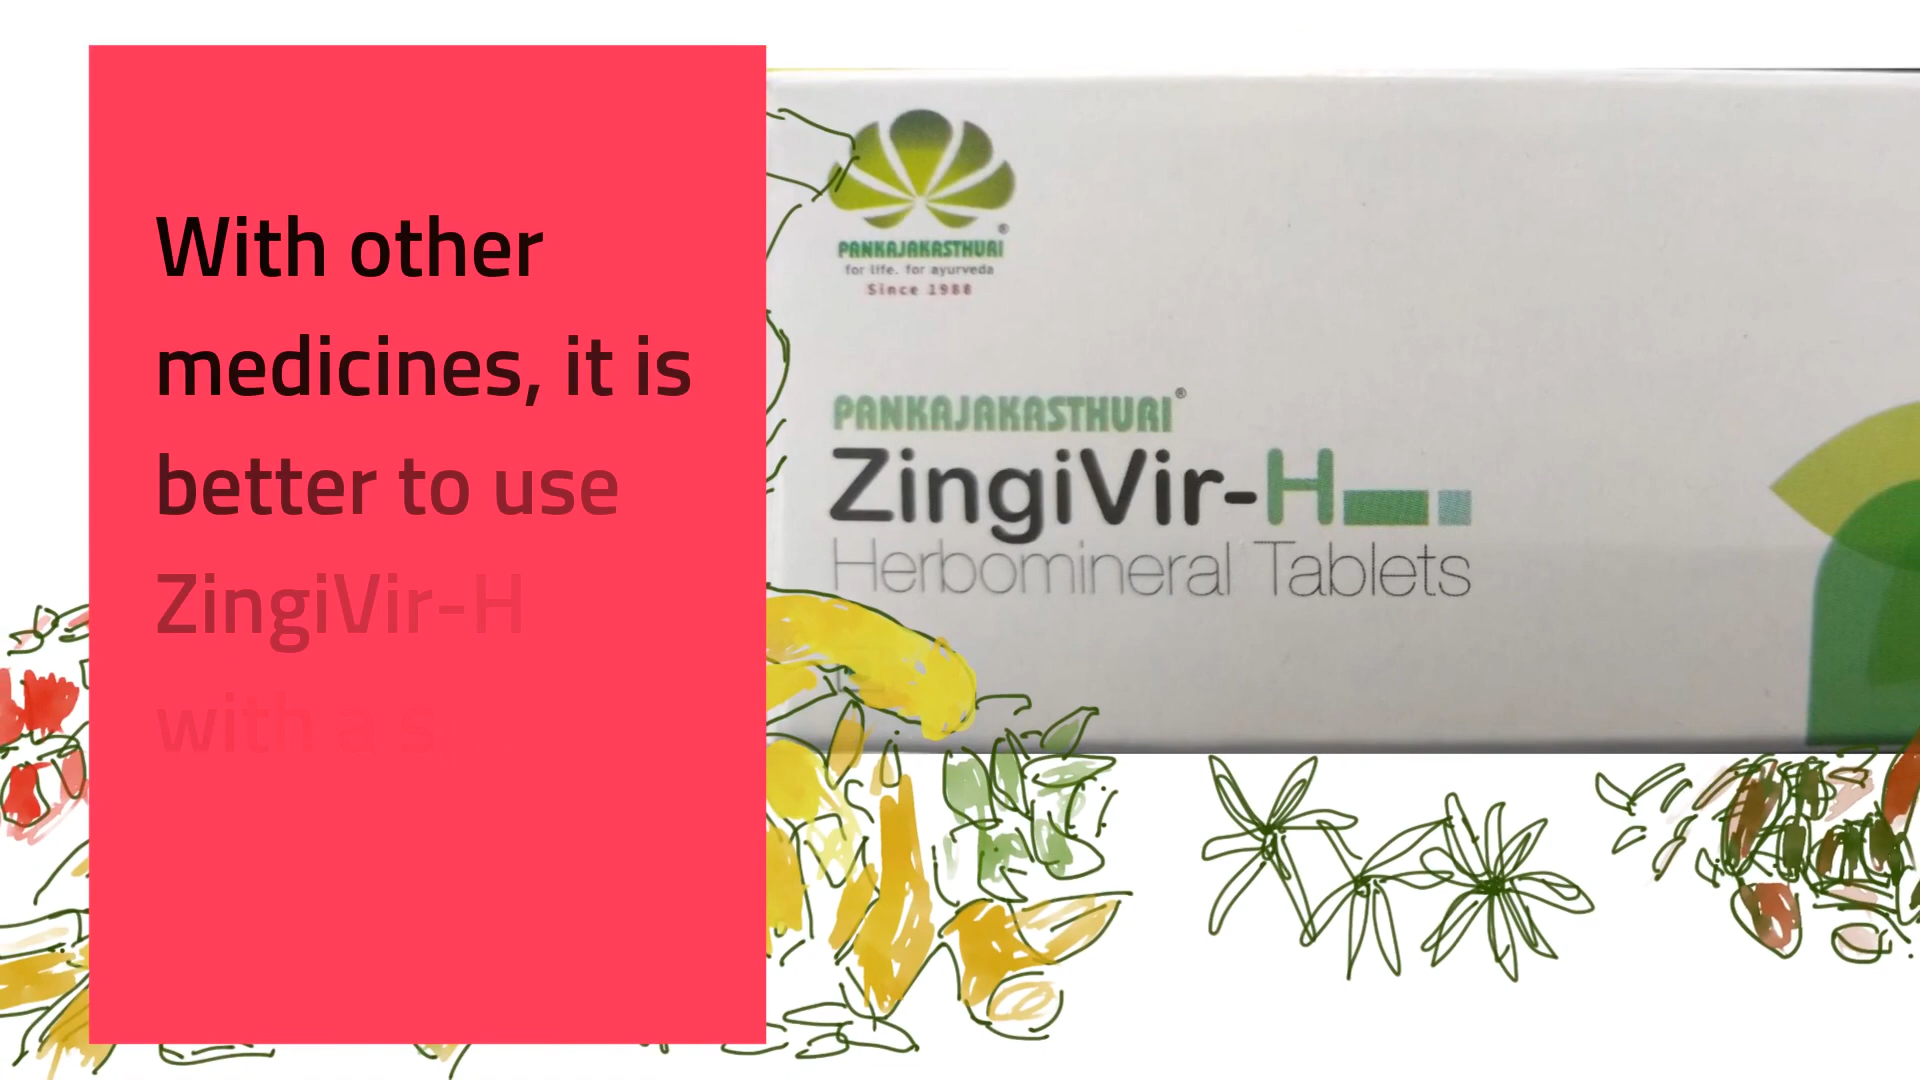 With other
medicines, it is
better to use
ZingiVir-H
with a s
PANKAJAKASTHURI
for life. for ayurveda
Since 1988
PANKAJAKASTHURI
ZingiVir-H
Herbomineral Tablets